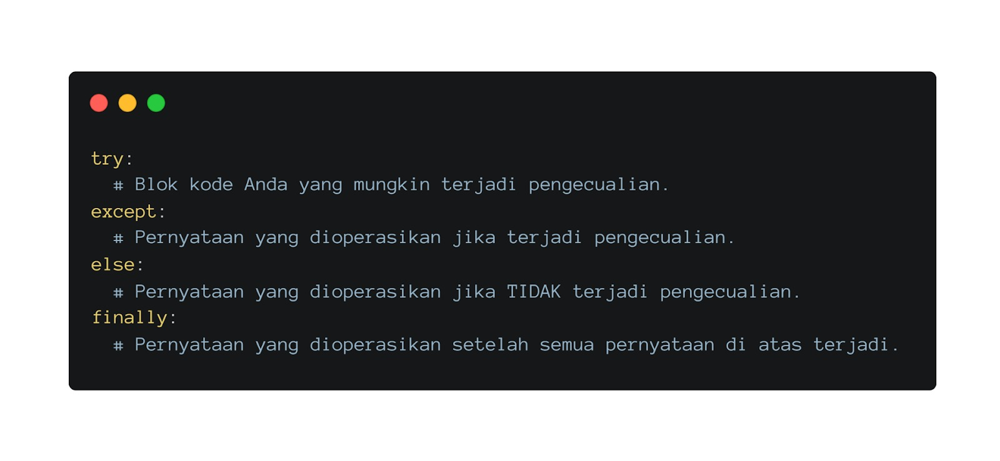 try:
  # Blok kode Anda yang mungkin terjadi pengecualian.
except:
  # Pernyataan yang dioperasikan jika terjadi pengecualian.
else:
  # Pernyataan yang dioperasikan jika TIDAK terjadi pengecualian.
finally:
  # Pernyataan yang dioperasikan setelah semua pernyataan di atas terjadi.